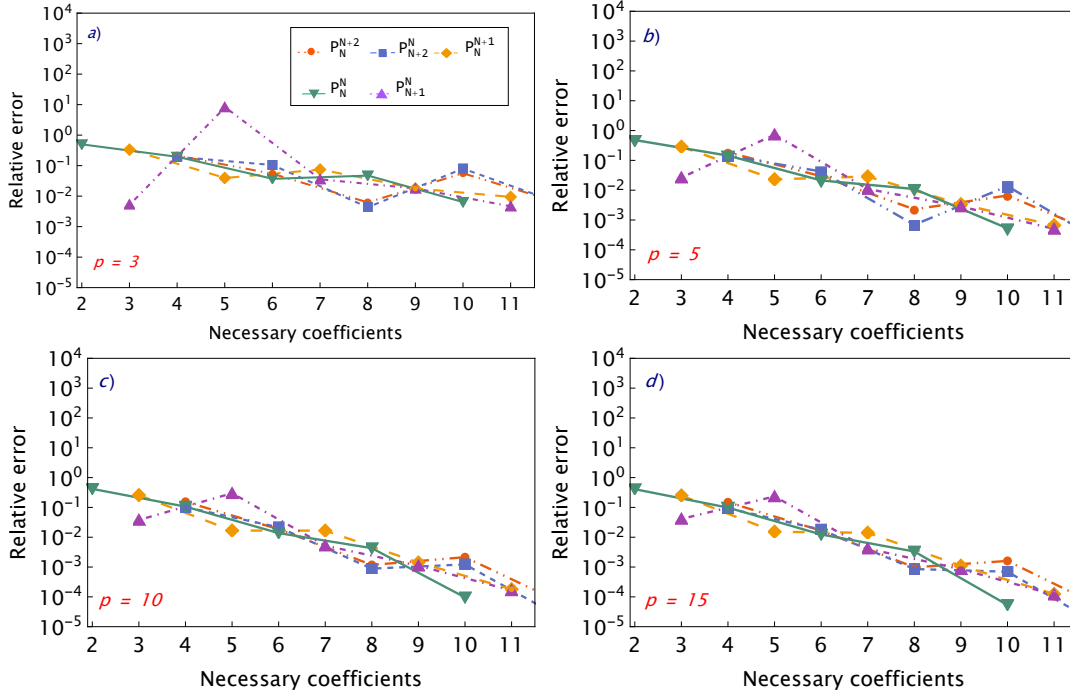 a)
P_N^{N+2} P_{N+2}^N P_N^{N+1}
P_N^N P_{N+1}^N
10^4
10^3
10^2
10^1
10^0
10^-1
10^-2
10^-3
10^-4
10^-5
Relative error
p = 3
2 3 4 5 6 7 8 9 10 11
Necessary coefficients
b)
10^4
10^3
10^2
10^1
10^0
10^-1
10^-2
10^-3
10^-4
10^-5
Relative error
p = 5
2 3 4 5 6 7 8 9 10 11
Necessary coefficients
c)
10^4
10^3
10^2
10^1
10^0
10^-1
10^-2
10^-3
10^-4
10^-5
Relative error
p = 10
2 3 4 5 6 7 8 9 10 11
Necessary coefficients
d)
10^4
10^3
10^2
10^1
10^0
10^-1
10^-2
10^-3
10^-4
10^-5
Relative error
p = 15
2 3 4 5 6 7 8 9 10 11
Necessary coefficients